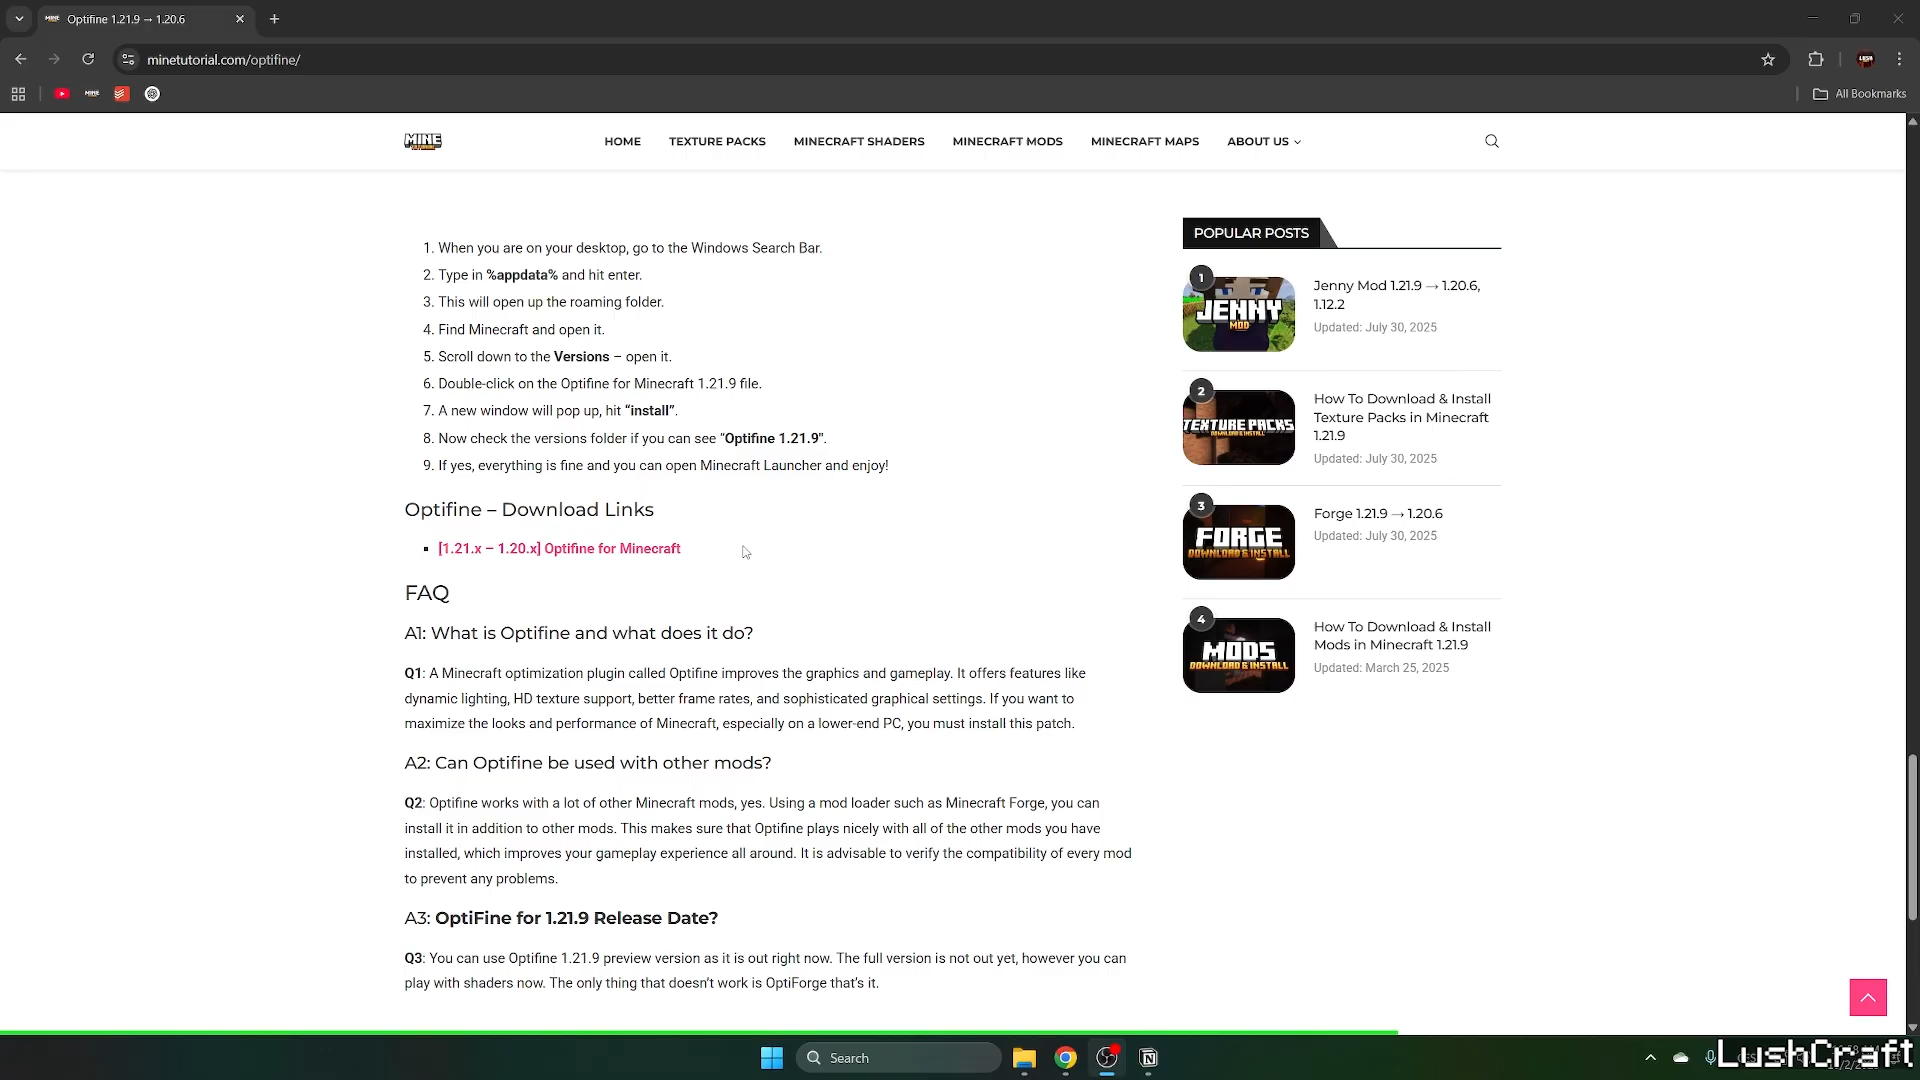 Optifine 1.21.9 → 1.20.6
minetutorial.com/optifine/
All Bookmarks
MINE
HOME
TEXTURE PACKS
MINECRAFT SHADERS
MINECRAFT MODS
MINECRAFT MAPS
ABOUT US
1. When you are on your desktop, go to the Windows Search Bar.
2. Type in %appdata% and hit enter.
3. This will open up the roaming folder.
4. Find Minecraft and open it.
5. Scroll down to the Versions – open it.
6. Double-click on the Optifine for Minecraft 1.21.9 file.
7. A new window will pop up, hit “install”.
8. Now check the versions folder if you can see "Optifine 1.21.9".
9. If yes, everything is fine and you can open Minecraft Launcher and enjoy!
Optifine – Download Links
[1.21.x – 1.20.x] Optifine for Minecraft
FAQ
A1: What is Optifine and what does it do?
Q1: A Minecraft optimization plugin called Optifine improves the graphics and gameplay. It offers features like
dynamic lighting, HD texture support, better frame rates, and sophisticated graphical settings. If you want to
maximize the looks and performance of Minecraft, especially on a lower-end PC, you must install this patch.
A2: Can Optifine be used with other mods?
Q2: Optifine works with a lot of other Minecraft mods, yes. Using a mod loader such as Minecraft Forge, you can
install it in addition to other mods. This makes sure that Optifine plays nicely with all of the other mods you have
installed, which improves your gameplay experience all around. It is advisable to verify the compatibility of every mod
to prevent any problems.
A3: OptiFine for 1.21.9 Release Date?
Q3: You can use Optifine 1.21.9 preview version as it is out right now. The full version is not out yet, however you can
play with shaders now. The only thing that doesn't work is OptiForge that's it.
POPULAR POSTS
1
JENNY
MOD
Jenny Mod 1.21.9 → 1.20.6,
1.12.2
Updated: July 30, 2025
2
TEXTURE PACKS
DOWNLOAD & INSTALL
How To Download & Install
Texture Packs in Minecraft
1.21.9
Updated: July 30, 2025
3
FORGE
DOWNLOAD & INSTALL
Forge 1.21.9 → 1.20.6
Updated: July 30, 2025
4
MODS
DOWNLOAD & INSTALL
How To Download & Install
Mods in Minecraft 1.21.9
Updated: March 25, 2025
Search
LushCraft